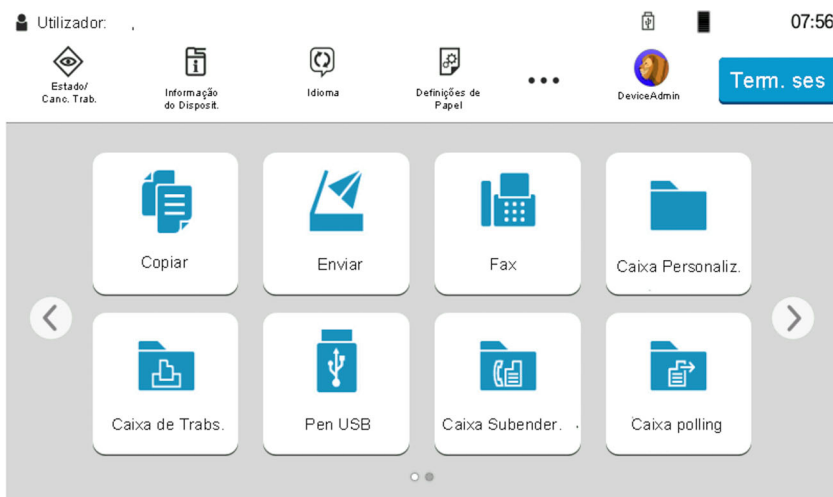 Utilizador: ,
07:56
Estado/
Canc. Trab.
Informação
do Disposit.
Idioma
Definições de
Papel
DeviceAdmin
Term. ses
Copiar
Enviar
Fax
Caixa Personaliz.
Caixa de Trabs.
Pen USB
Caixa Subender.
Caixa polling